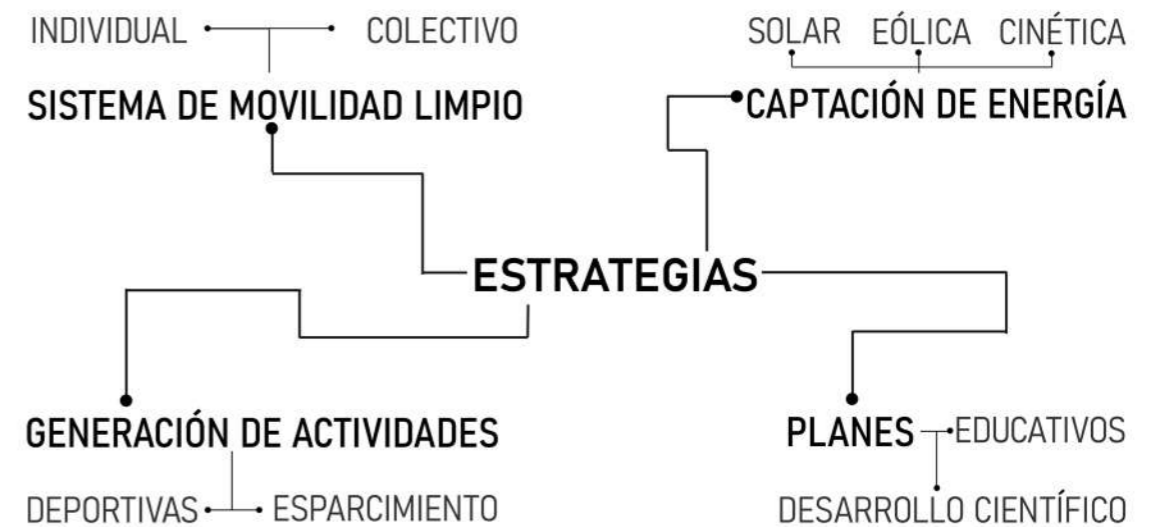 INDIVIDUAL COLECTIVO
SISTEMA DE MOVILIDAD LIMPIO
SOLAR EÓLICA CINÉTICA
CAPTACIÓN DE ENERGÍA
ESTRATEGIAS
GENERACIÓN DE ACTIVIDADES
DEPORTIVAS ESPARCIMIENTO
PLANES EDUCATIVOS
DESARROLLO CIENTÍFICO